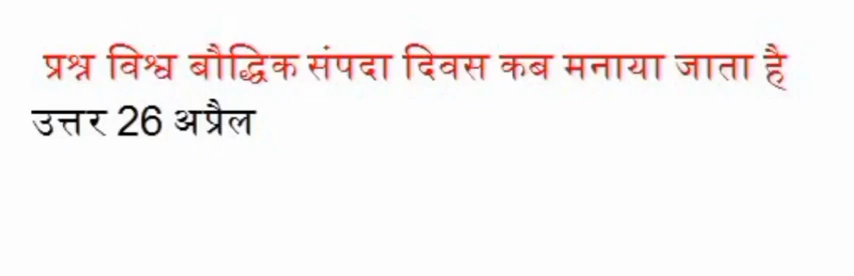 प्रश्न विश्व बौद्धिक संपदा दिवस कब मनाया जाता है
उत्तर 26 अप्रैल